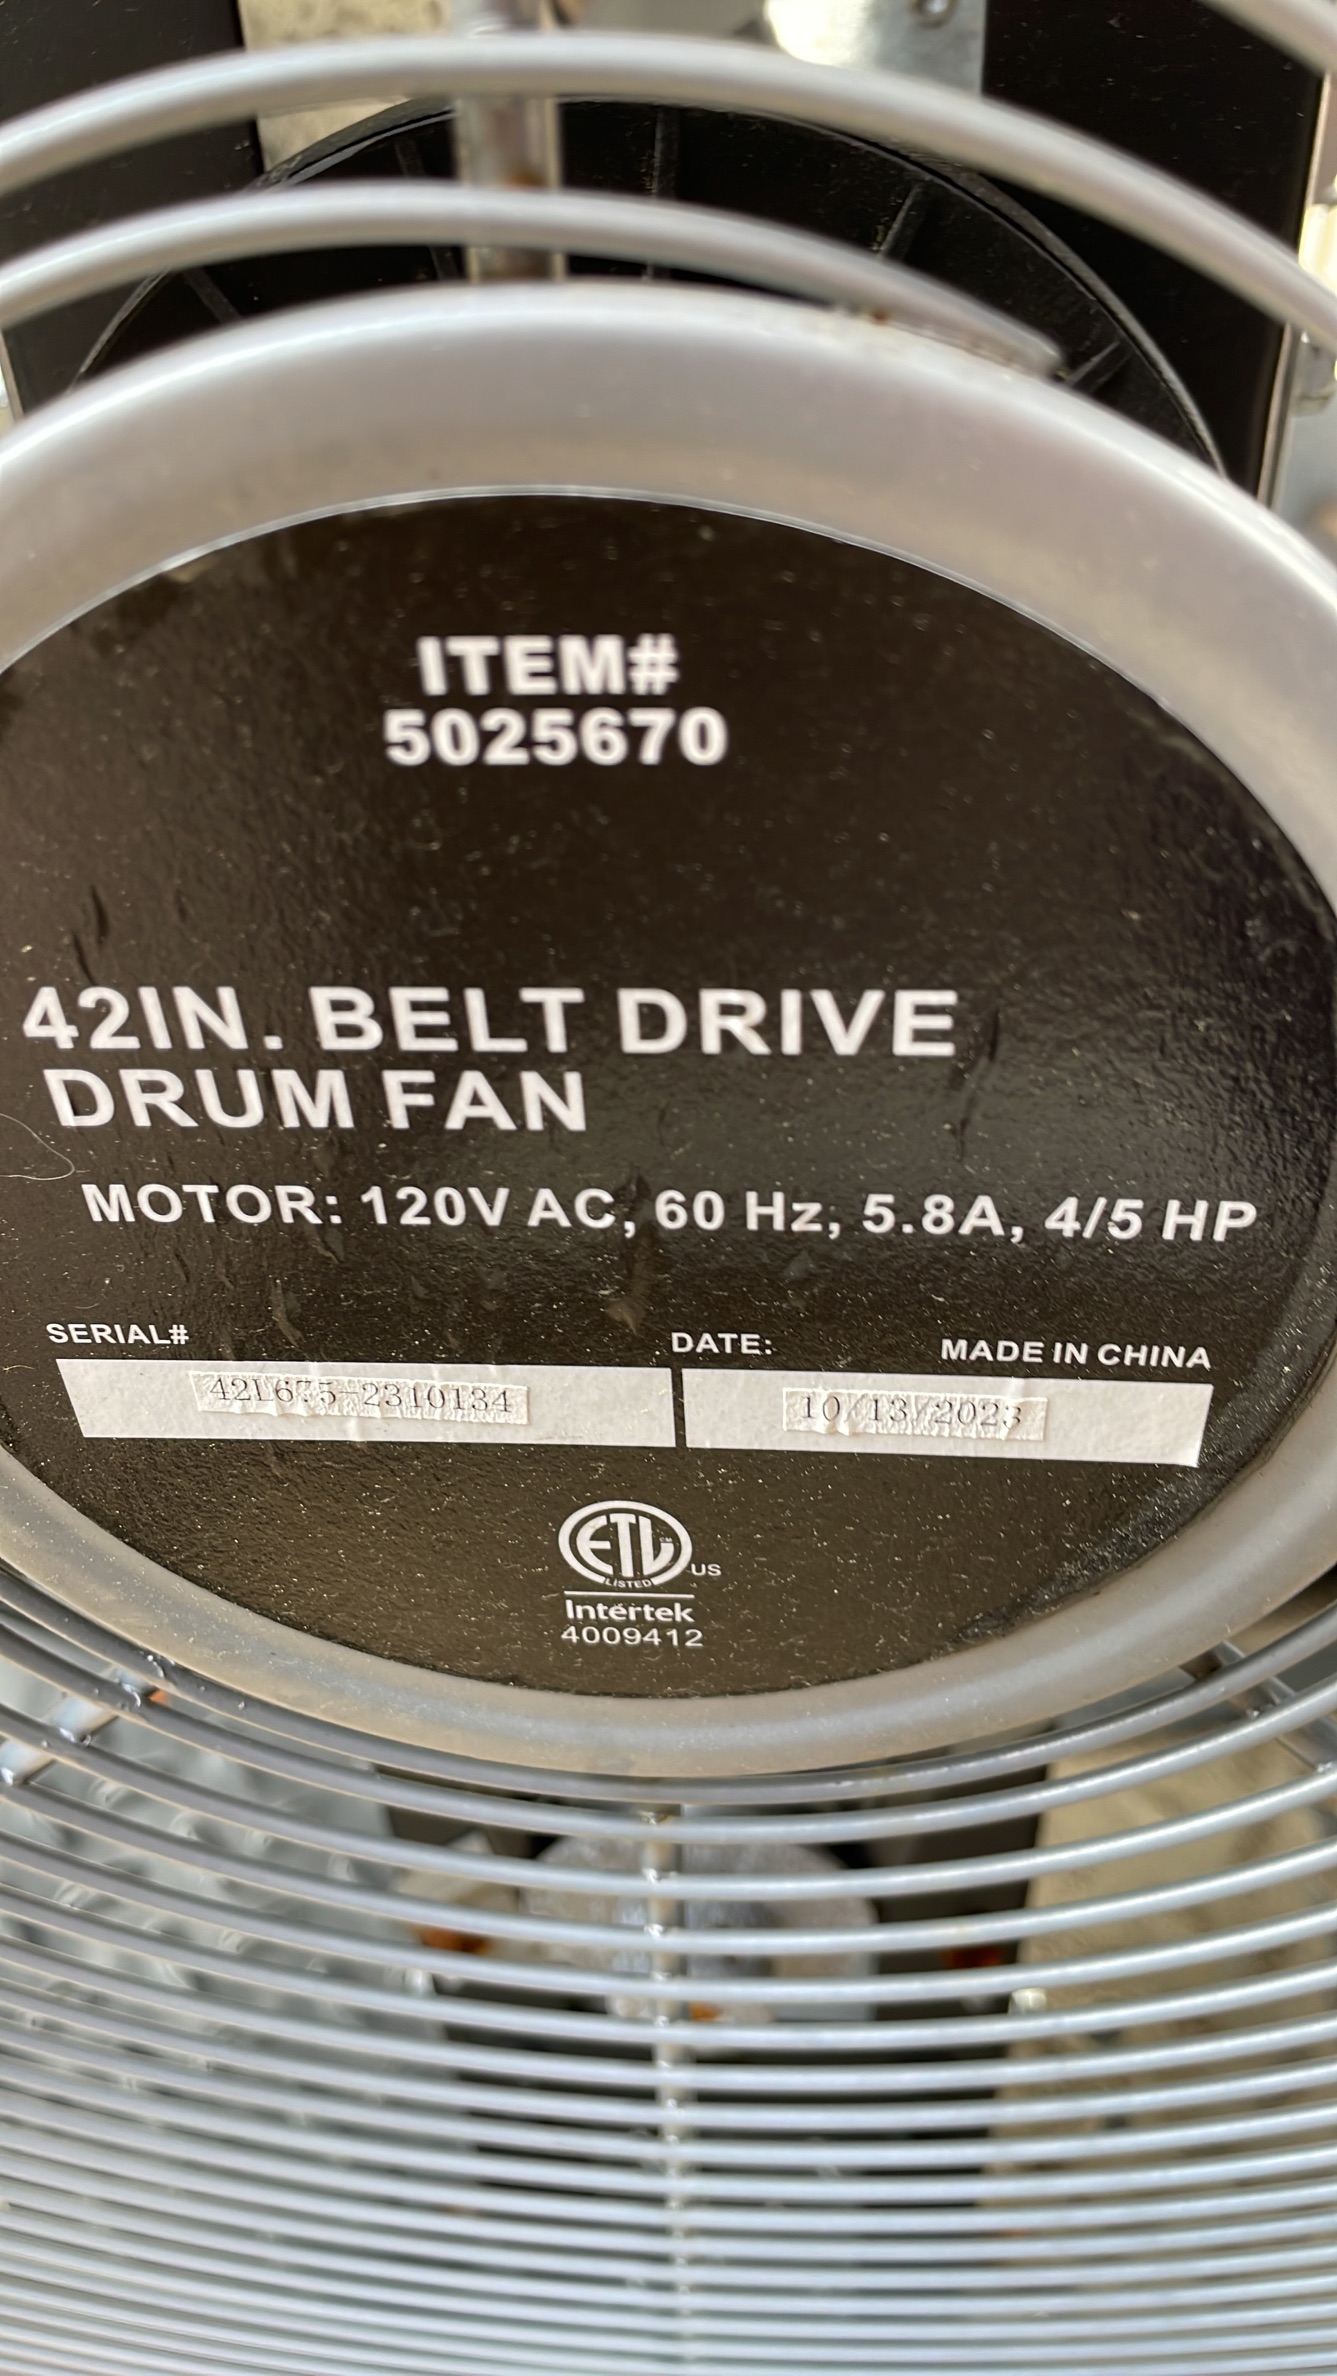 ITEM#
5025670
42IN. BELT DRIVE
DRUM FAN
MOTOR: 120V AC, 60 Hz, 5.8A, 4/5 HP
SERIAL# DATE: MADE IN CHINA
42L675-2310134 10/13/2023
ETL US
LISTED
Intertek
4009412